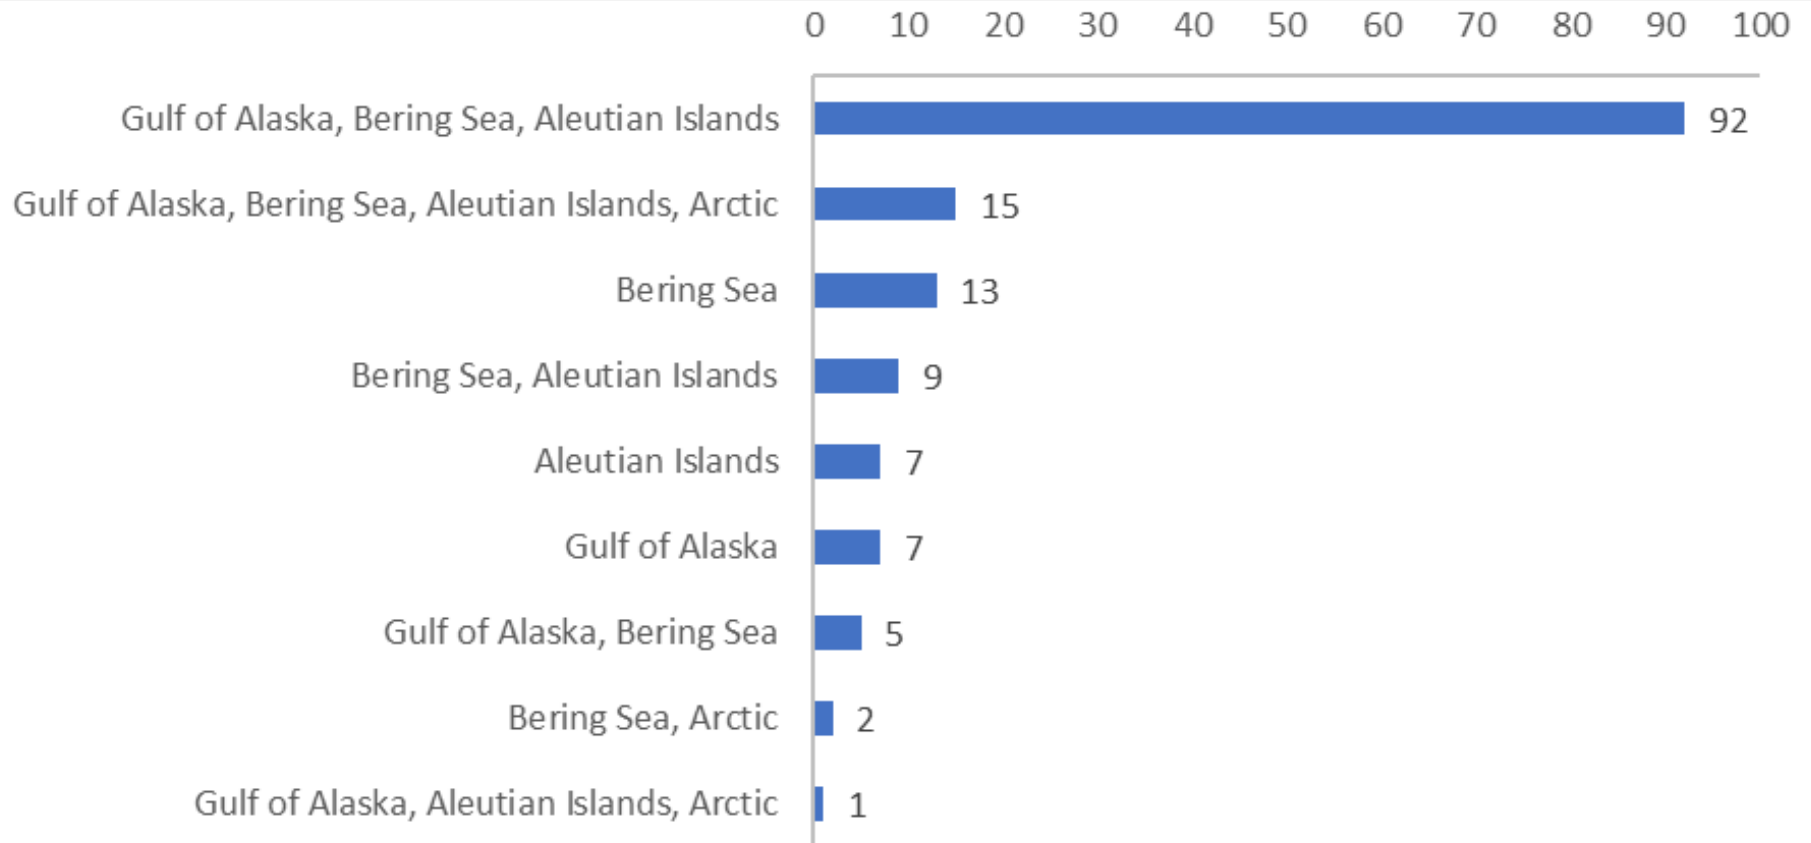 0 10 20 30 40 50 60 70 80 90 100
Gulf of Alaska, Bering Sea, Aleutian Islands 92
Gulf of Alaska, Bering Sea, Aleutian Islands, Arctic 15
Bering Sea 13
Bering Sea, Aleutian Islands 9
Aleutian Islands 7
Gulf of Alaska 7
Gulf of Alaska, Bering Sea 5
Bering Sea, Arctic 2
Gulf of Alaska, Aleutian Islands, Arctic 1